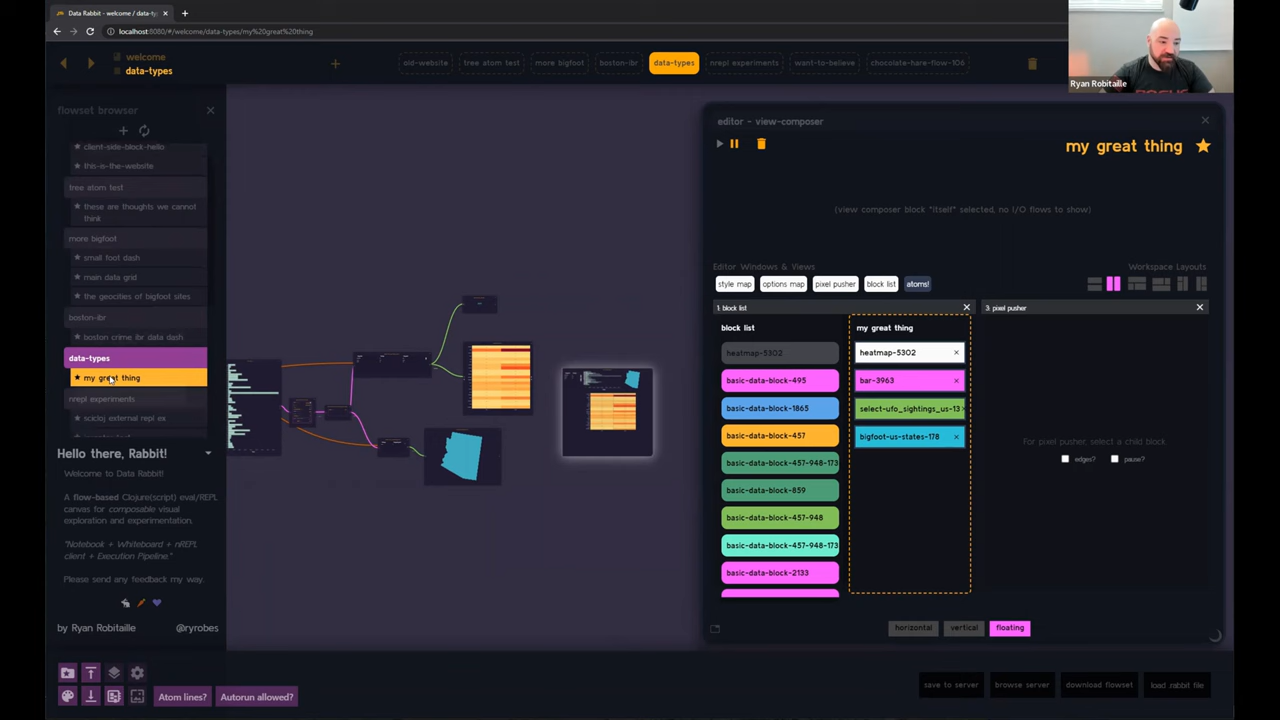 Data Rabbit - welcome / data-ty
localhost:8080/#/welcome/data-types/my%20great%20thing
Ryan Robitaille
welcome
data-types
old-website
tree atom test
more bigfoot
boston-ibr
data-types
nrepl experiments
want-to-believe
chocolate-hare-flow-106
flowset browser
client-side-block-hello
this-is-the-website
tree atom test
these are thoughts we cannot
think
more bigfoot
small foot dash
main data grid
the geocities of bigfoot sites
boston-ibr
boston crime ibr data dash
data-types
my great thing
nrepl experiments
scicloj external repl ex
Hello there, Rabbit!
Welcome to Data Rabbit.
A flow-based Clojure(script) eval/REPL
canvas for composable visual
exploration and experimentation.
"Notebook + Whiteboard + nREPL
client + Execution Pipeline."
Please send any feedback my way.
by Ryan Robitaille
@ryrobes
Atom lines?
Autorun allowed?
editor - view-composer
my great thing
(view composer block "itself" selected, no I/O flows to show)
Editor Windows & Views
Workspace Layouts
style map
options map
pixel pusher
block list
atoms!
1. block list
3. pixel pusher
block list
my great thing
heatmap-5302
heatmap-5302
basic-data-block-495
bar-3963
basic-data-block-1865
select-ufo_sightings_us-13
basic-data-block-457
bigfoot-us-states-178
basic-data-block-457-948-173
basic-data-block-859
basic-data-block-457-948
basic-data-block-457-948-173
basic-data-block-2133
For pixel pusher, select a child block.
edges?
pause?
horizontal
vertical
floating
save to server
browse server
download flowset
load .rabbit file